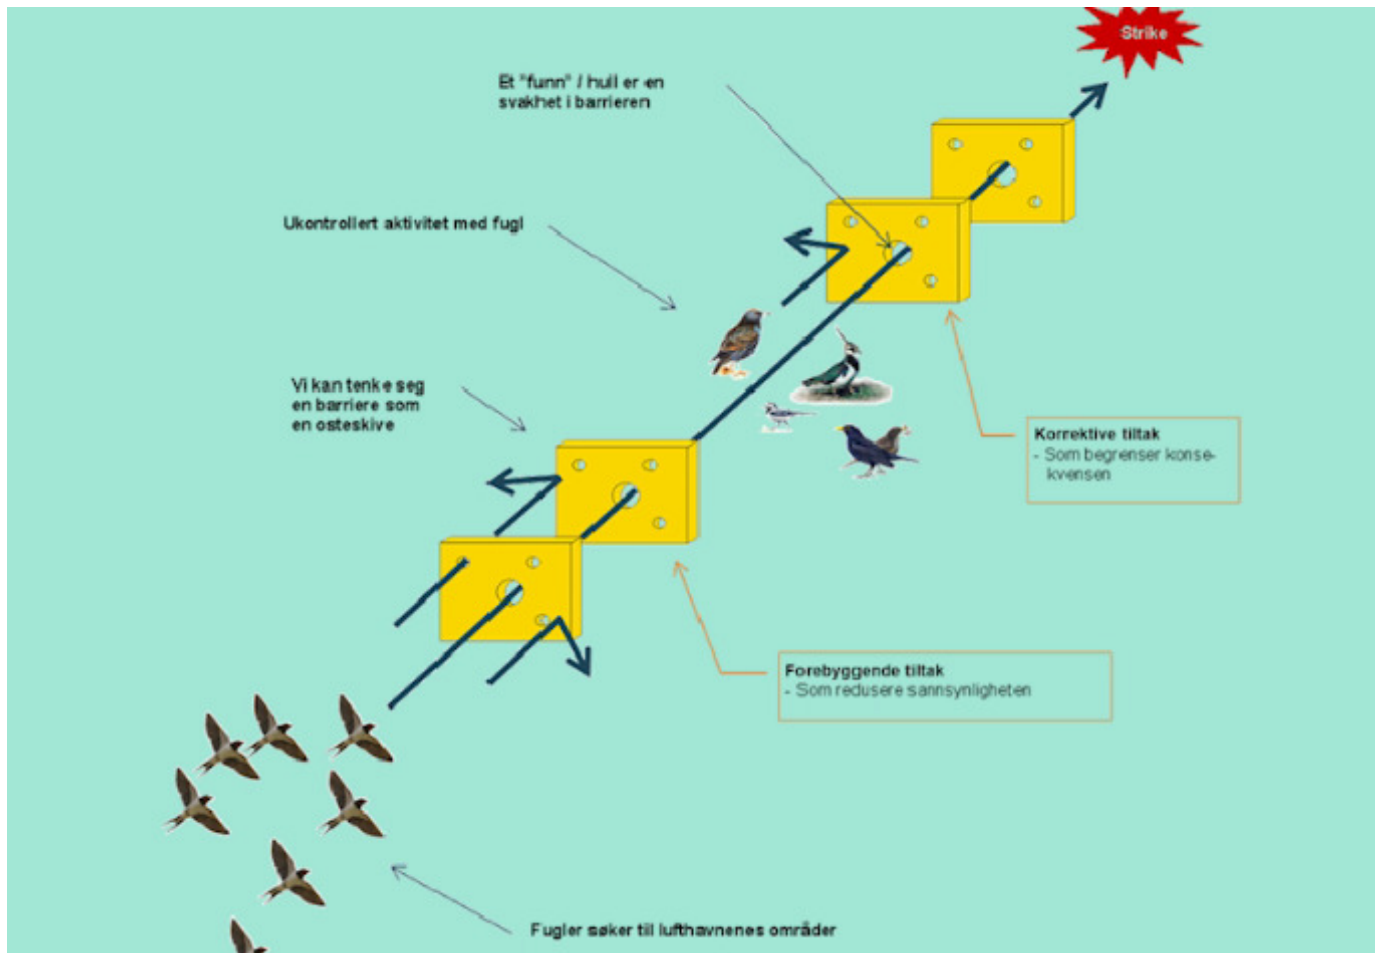 Strike
Et "funn" / hull er en
svakhet i barrieren
Ukontrollert aktivitet med fugl
Vi kan tenke seg
en barriere som
en osteskive
Korrektive tiltak
- Som begrenser konse-
kvensen
Forebyggende tiltak
- Som redusere sannsynligheten
Fugler søker til lufthavnenes områder